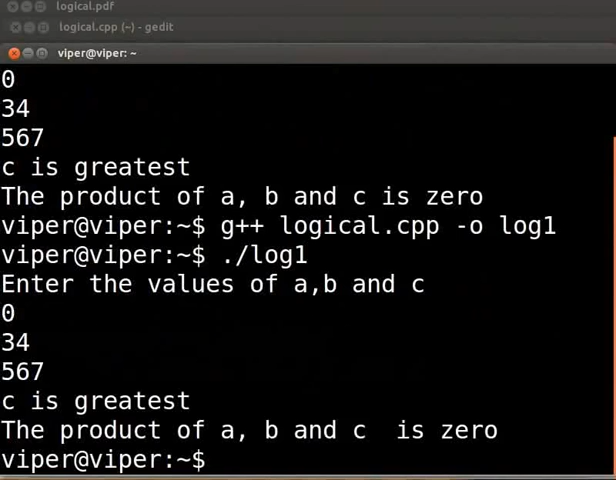 logical.pdf
logical.cpp (~) - gedit
viper@viper: ~
0
34
567
c is greatest
The product of a, b and c is zero
viper@viper:~$ g++ logical.cpp -o log1
viper@viper:~$ ./log1
Enter the values of a,b and c
0
34
567
c is greatest
The product of a, b and c  is zero
viper@viper:~$